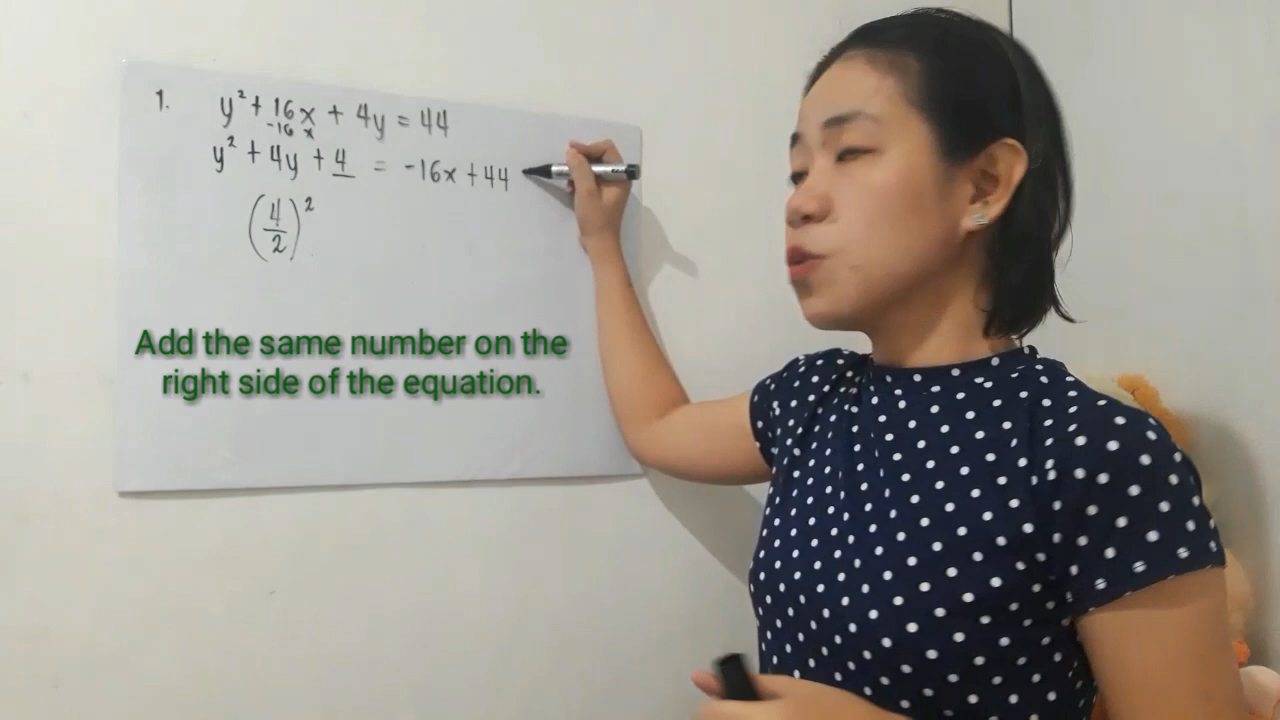 1. y² + 16x + 4y = 44
-16x
y² + 4y + 4 = -16x + 44
(4/2)²
Add the same number on the
right side of the equation.